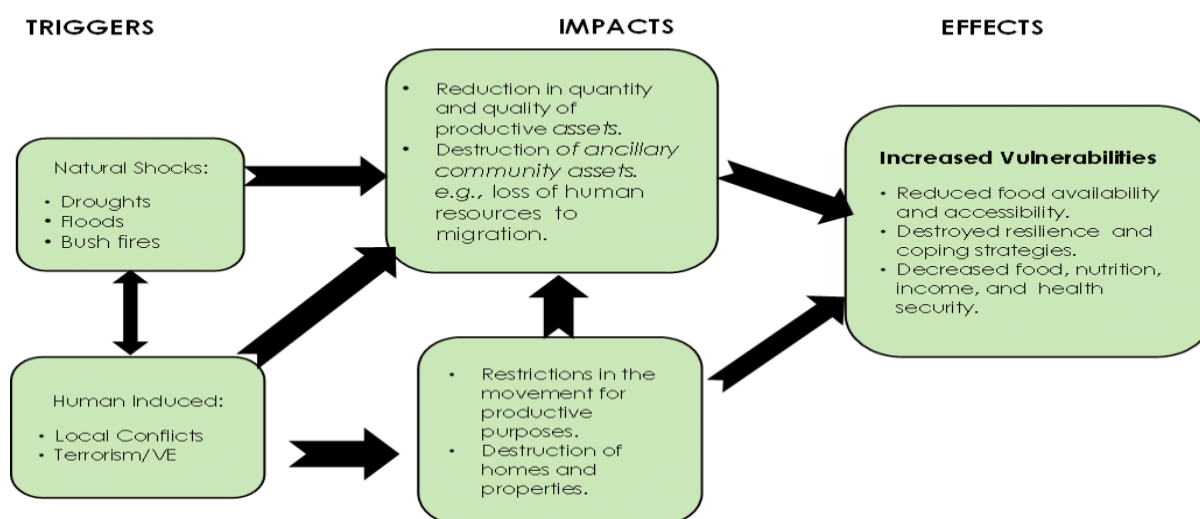 TRIGGERS
IMPACTS
EFFECTS
Natural Shocks:
• Droughts
• Floods
• Bush fires
Human Induced:
• Local Conflicts
• Terrorism/VE
• Reduction in quantity
and quality of
productive assets.
• Destruction of ancillary
community assets.
e.g., loss of human
resources to
migration.
• Restrictions in the
movement for
productive
purposes.
• Destruction of
homes and
properties.
Increased Vulnerabilities
• Reduced food availability
and accessibility.
• Destroyed resilience and
coping strategies.
• Decreased food, nutrition,
income, and health
security.